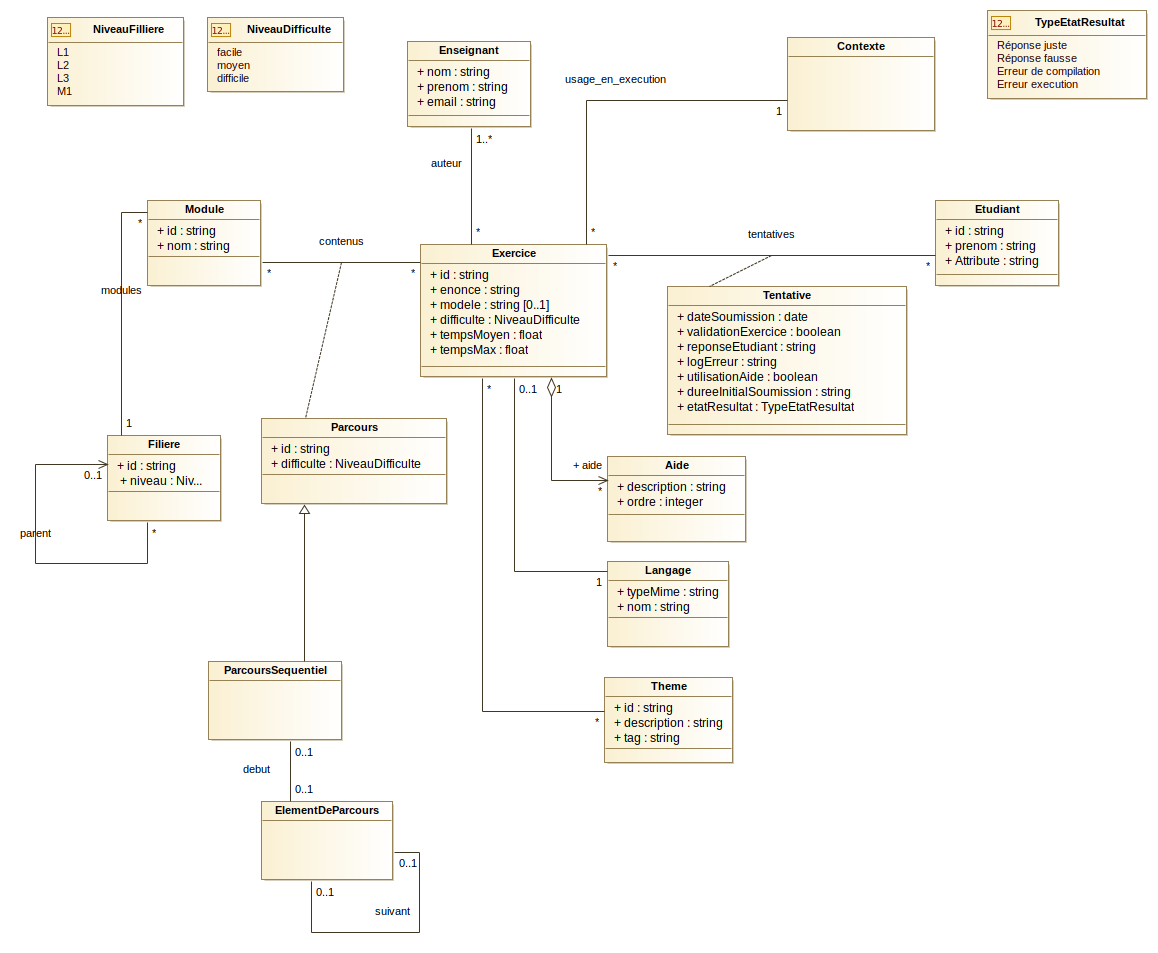 12... NiveauFilliere
L1
L2
L3
M1
12... NiveauDifficulte
facile
moyen
difficile
Enseignant
+ nom : string
+ prenom : string
+ email : string
Contexte
12... TypeEtatResultat
Réponse juste
Réponse fausse
Erreur de compilation
Erreur execution
usage_en_execution
1
1..*
auteur
*
*
Module
+ id : string
+ nom : string
*
modules
1
contenus
*
*
Exercice
+ id : string
+ enonce : string
+ modele : string [0..1]
+ difficulte : NiveauDifficulte
+ tempsMoyen : float
+ tempsMax : float
tentatives
*
*
Etudiant
+ id : string
+ prenom : string
+ Attribute : string
Tentative
+ dateSoumission : date
+ validationExercice : boolean
+ reponseEtudiant : string
+ logErreur : string
+ utilisationAide : boolean
+ dureeInitialSoumission : string
+ etatResultat : TypeEtatResultat
*
0..1
1
Filiere
+ id : string
+ niveau : Niv...
0..1
parent
*
Parcours
+ id : string
+ difficulte : NiveauDifficulte
+ aide
*
Aide
+ description : string
+ ordre : integer
1
Langage
+ typeMime : string
+ nom : string
*
Theme
+ id : string
+ description : string
+ tag : string
ParcoursSequentiel
0..1
debut
0..1
ElementDeParcours
0..1
0..1
suivant